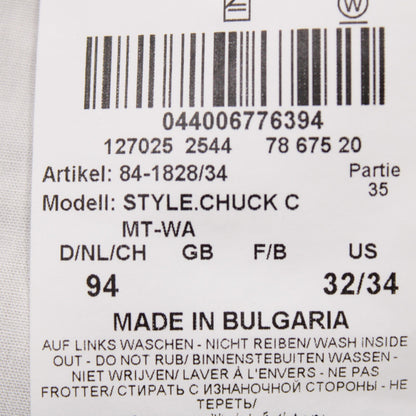 W
044006776394
127025 2544 78 675 20
Artikel: 84-1828/34 Partie
35
Modell: STYLE.CHUCK C
MT-WA
D/NL/CH GB F/B US
94 32/34
MADE IN BULGARIA
AUF LINKS WASCHEN - NICHT REIBEN/ WASH INSIDE
OUT - DO NOT RUB/ BINNENSTEBUITEN WASSEN -
NIET WRIJVEN/ LAVER À L'ENVERS - NE PAS
FROTTER/ СТИРАТЬ С ИЗНАНОЧНОЙ СТОРОНЫ - НЕ
ТЕРЕТЬ/